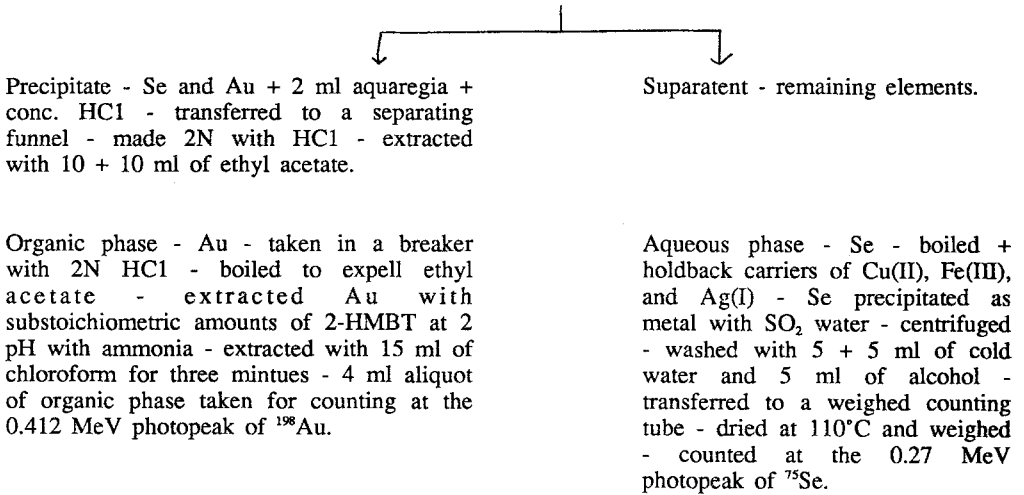 Precipitate - Se and Au + 2 ml aquaregia +
conc. HC1 - transferred to a separating
funnel - made 2N with HC1 - extracted
with 10 + 10 ml of ethyl acetate.
Suparatent - remaining elements.
Organic phase - Au - taken in a breaker
with 2N HC1 - boiled to expell ethyl
acetate - extracted Au with
substoichiometric amounts of 2-HMBT at 2
pH with ammonia - extracted with 15 ml of
chloroform for three mintues - 4 ml aliquot
of organic phase taken for counting at the
0.412 MeV photopeak of ¹⁹⁸Au.
Aqueous phase - Se - boiled +
holdback carriers of Cu(II), Fe(III),
and Ag(I) - Se precipitated as
metal with SO₂ water - centrifuged
- washed with 5 + 5 ml of cold
water and 5 ml of alcohol -
transferred to a weighed counting
tube - dried at 110°C and weighed
- counted at the 0.27 MeV
photopeak of ⁷⁵Se.